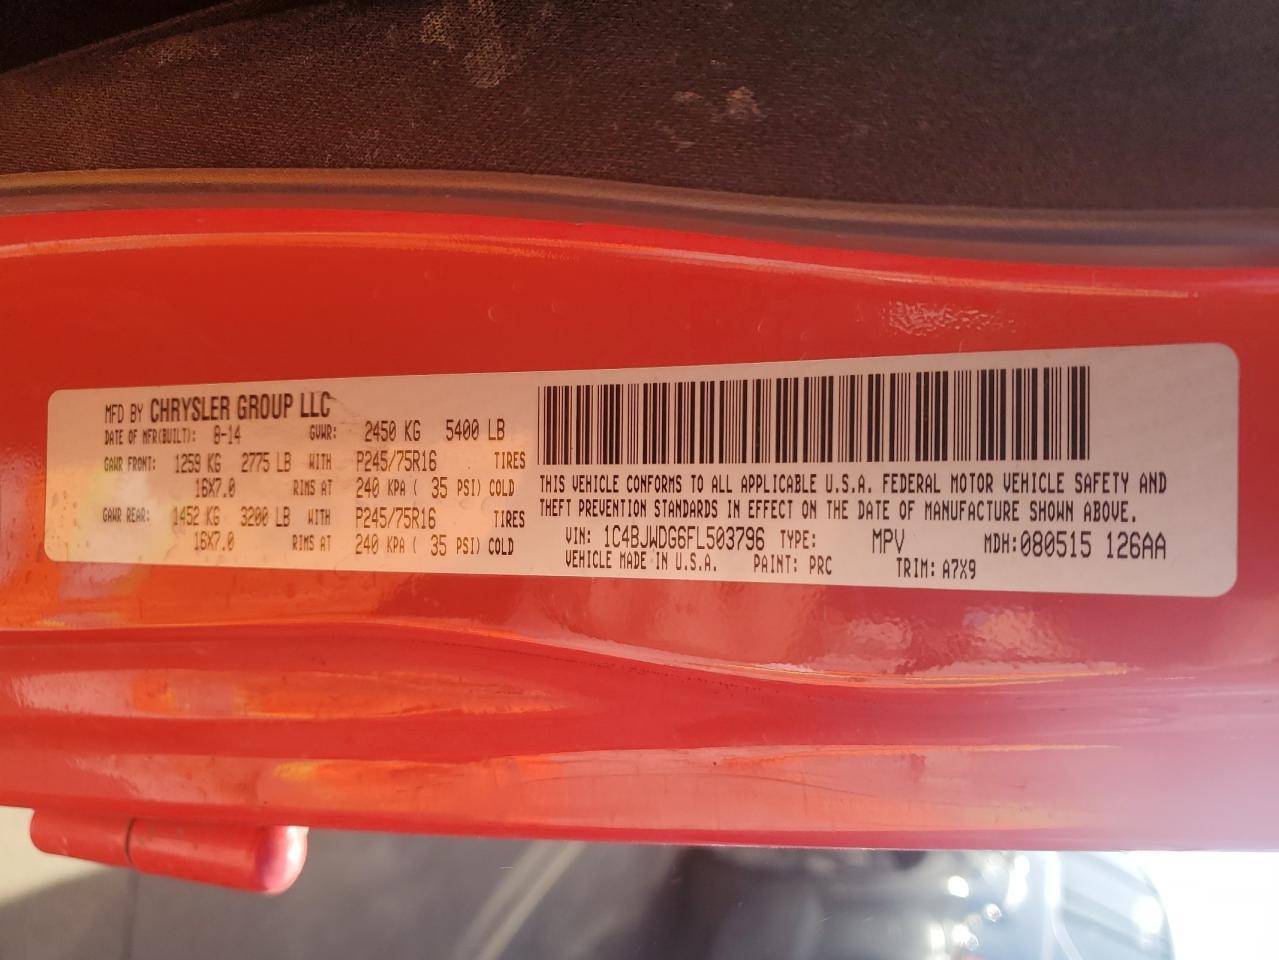 MFD BY CHRYSLER GROUP LLC
DATE OF MFR(BUILT): 8-14 GVWR: 2450 KG 5400 LB
GAWR FRONT: 1259 KG 2775 LB WITH P245/75R16 TIRES
16X7.0 RIMS AT 240 KPA ( 35 PSI) COLD
GAWR REAR: 1452 KG 3200 LB WITH P245/75R16 TIRES
16X7.0 RIMS AT 240 KPA ( 35 PSI) COLD
THIS VEHICLE CONFORMS TO ALL APPLICABLE U.S.A. FEDERAL MOTOR VEHICLE SAFETY AND
THEFT PREVENTION STANDARDS IN EFFECT ON THE DATE OF MANUFACTURE SHOWN ABOVE.
VIN: 1C4BJWDG6FL503796 TYPE: MPV MDH:080515 126AA
VEHICLE MADE IN U.S.A. PAINT: PRC TRIM: A7X9